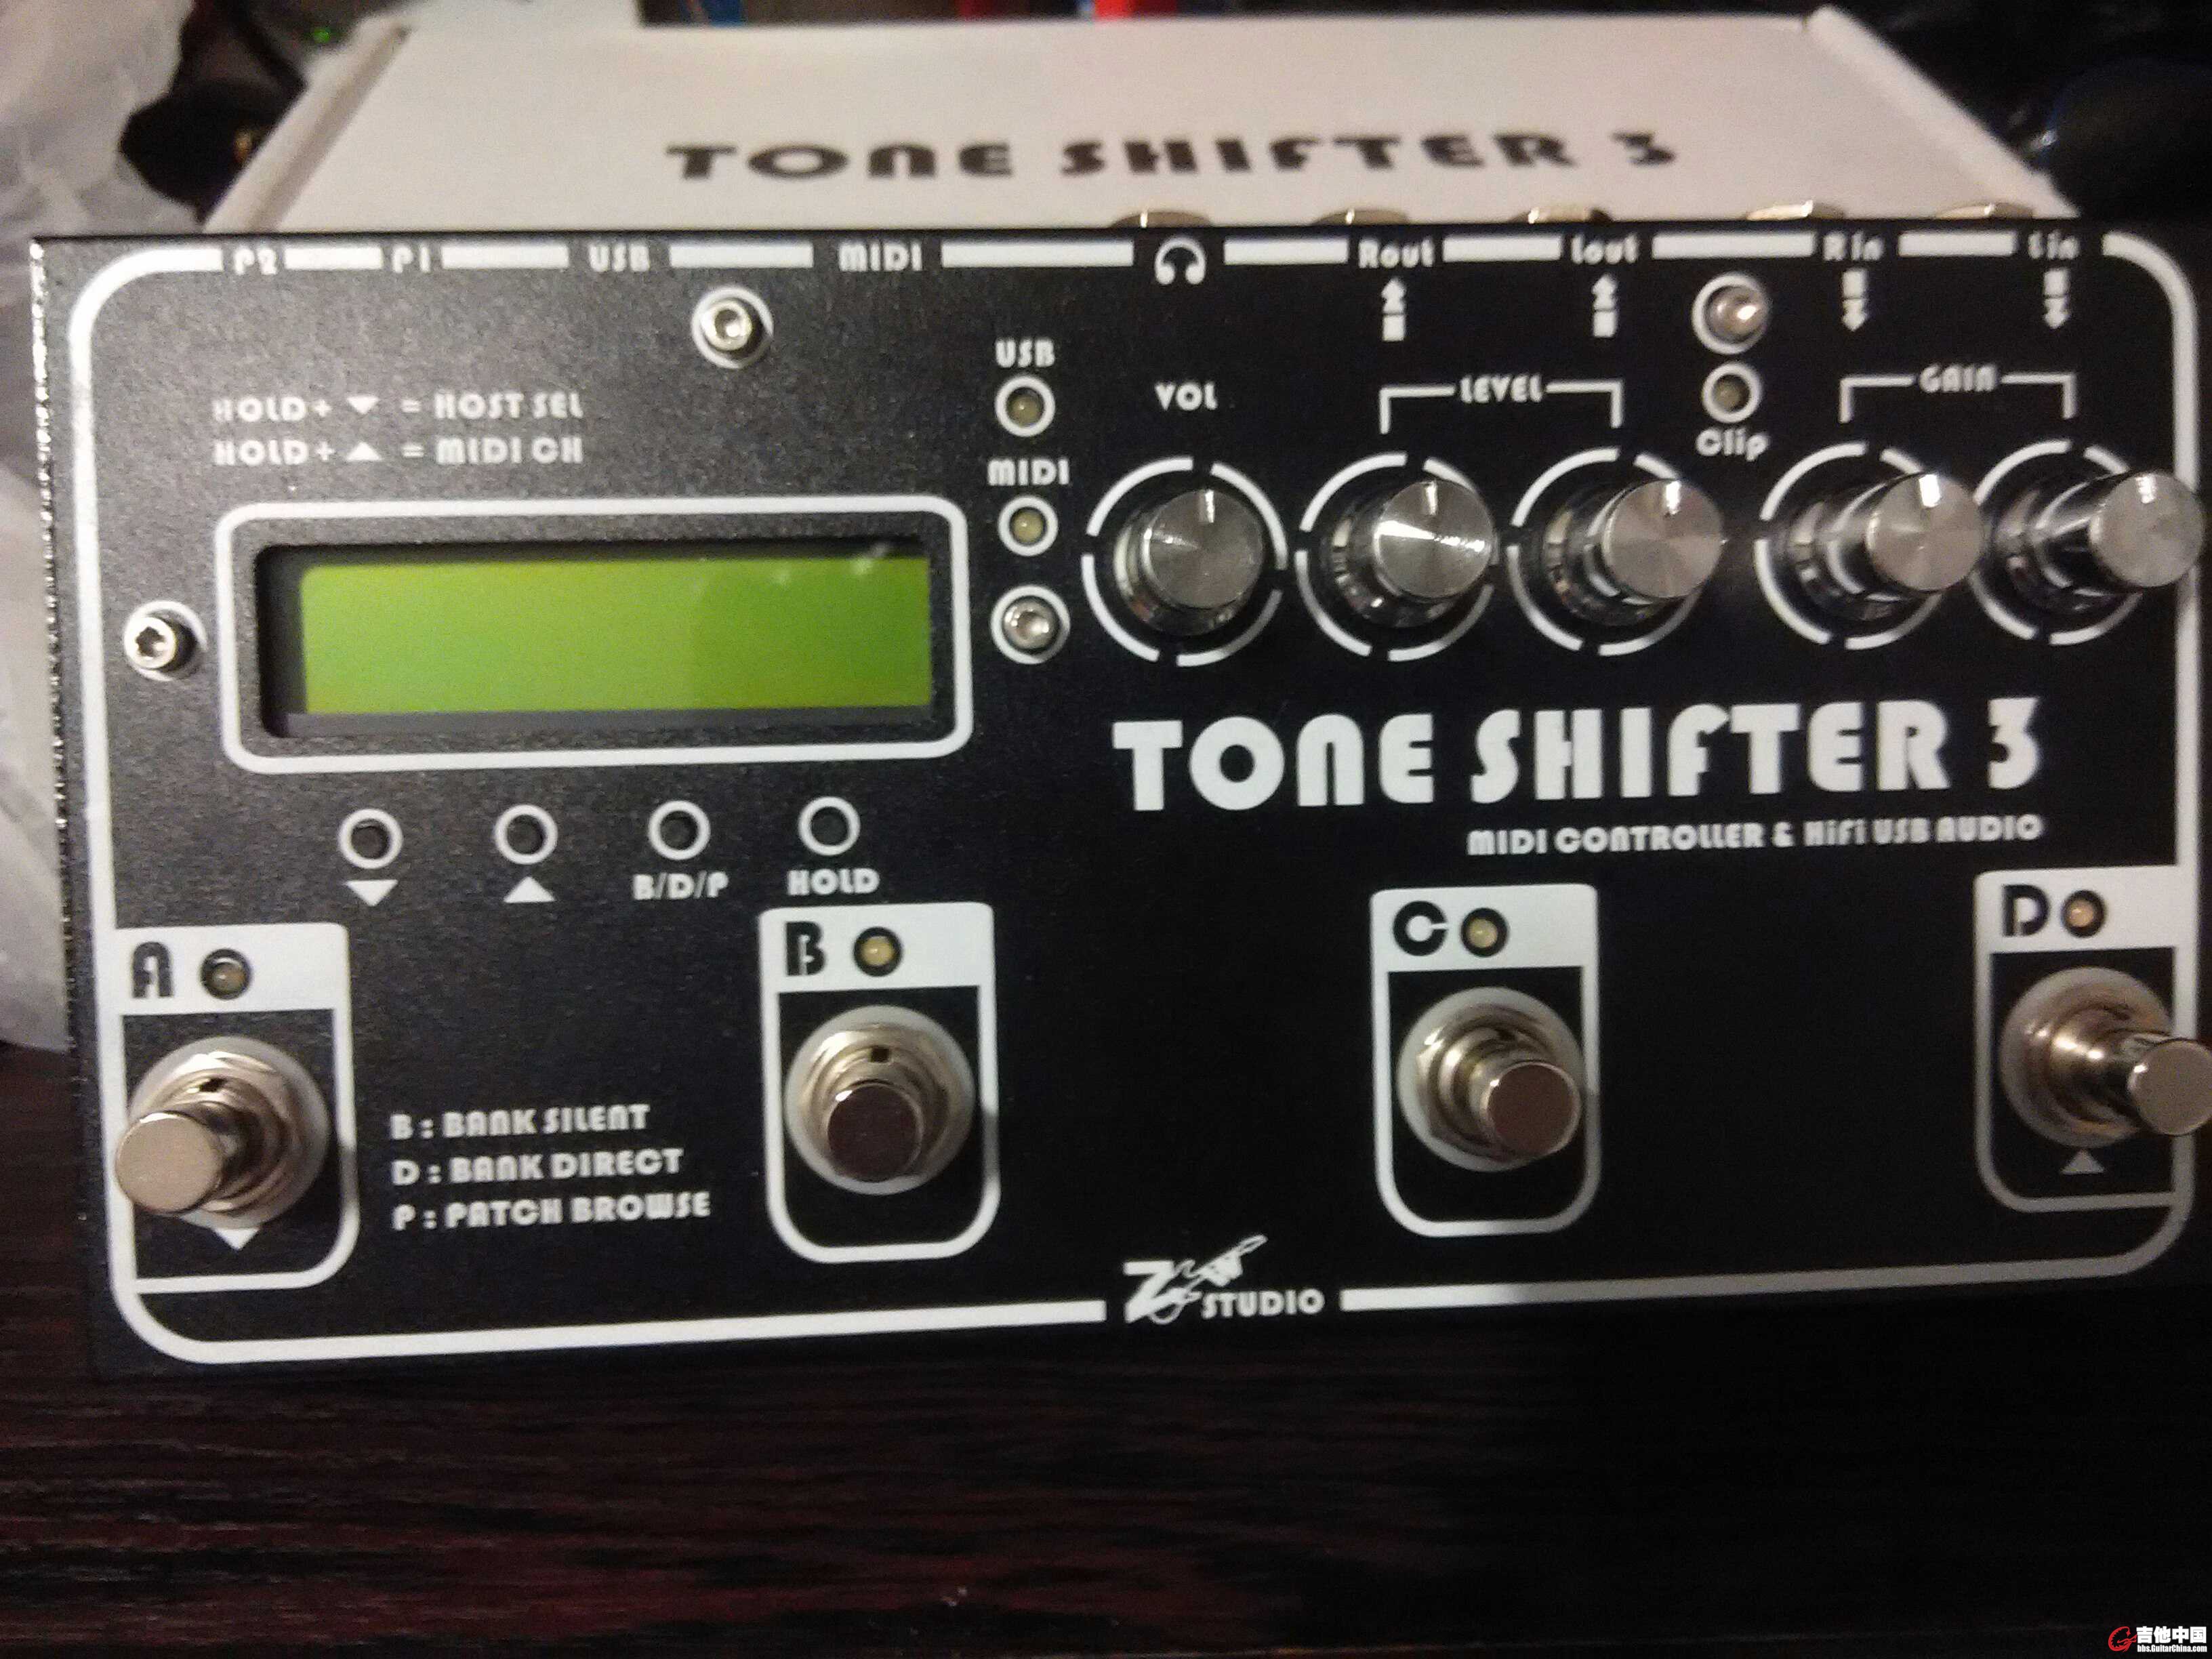 TONE SHIFTER 3
P2 P1 USB MIDI Rout Lout Rin Lin
HOLD+ ▼ = HOST SEL
HOLD+ ▲ = MIDI CH
USB
MIDI
VOL
LEVEL
Clip
GAIN
TONE SHIFTER 3
MIDI CONTROLLER & HiFi USB AUDIO
▼ ▲ B/D/P HOLD
A B C D
B : BANK SILENT
D : BANK DIRECT
P : PATCH BROWSE
Z STUDIO
吉他中国
bbs.GuitarChina.com